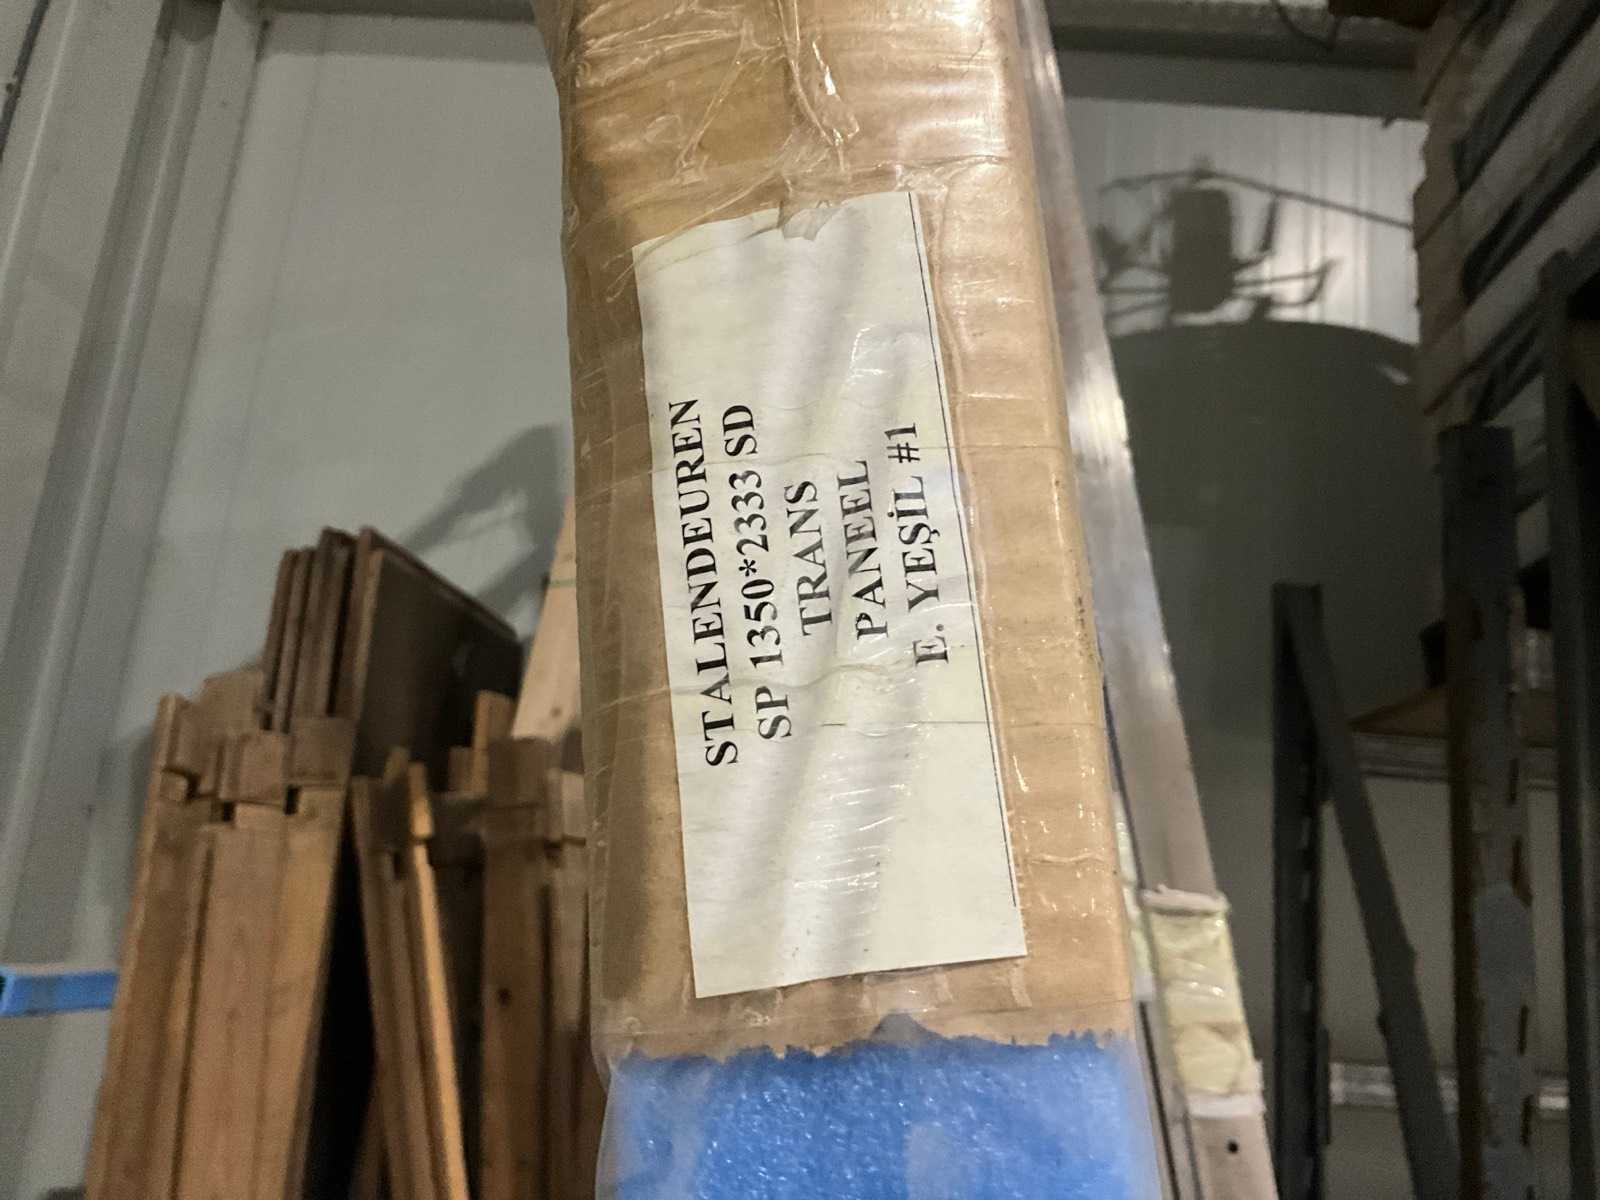 STALENDEUREN
SP 1350*2333 SD
TRANS
PANEEL
E. YEŞİL #1